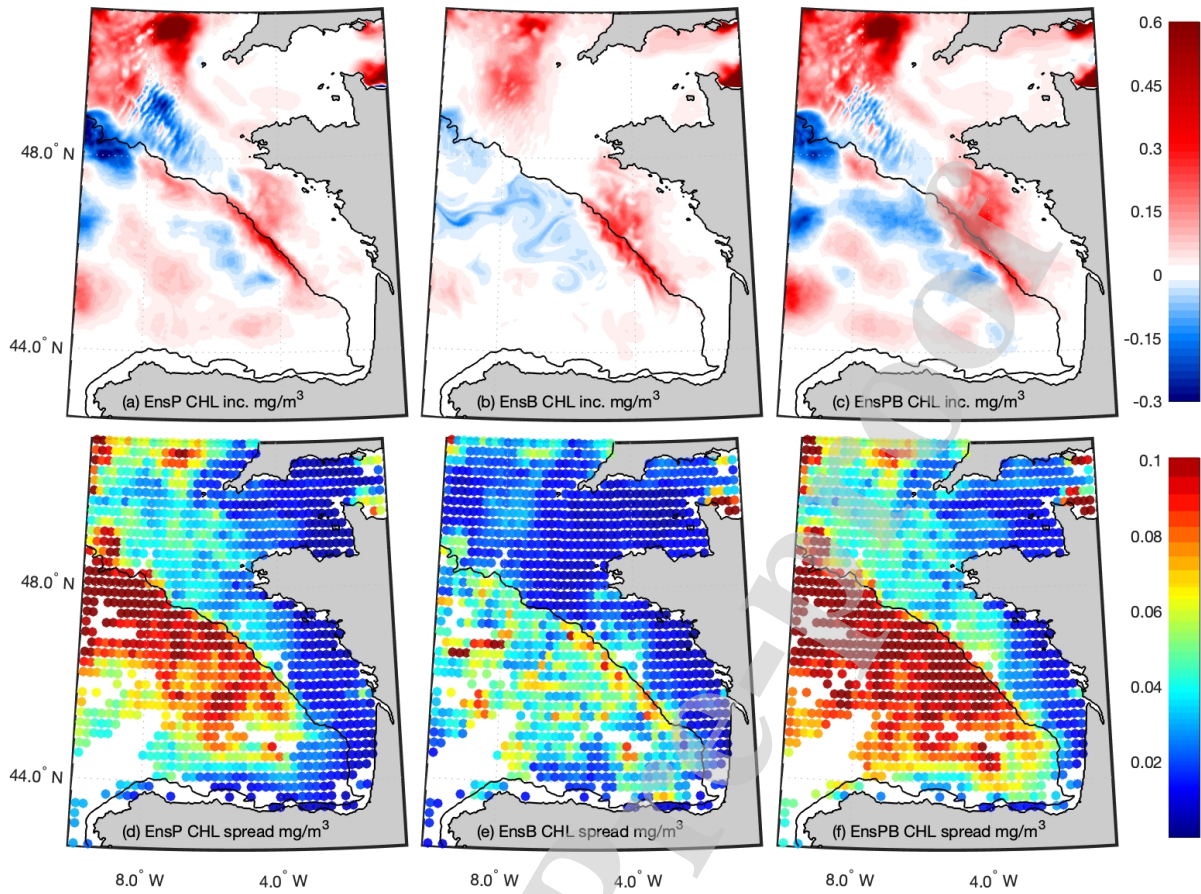 0.6
0.45
48.0° N
0.3
0.15
0
-0.15
44.0° N
-0.3
(a) EnsP CHL inc. mg/m³
(b) EnsB CHL inc. mg/m³
(c) EnsPB CHL inc. mg/m³
0.1
0.08
48.0° N
0.06
0.04
44.0° N
0.02
(d) EnsP CHL spread mg/m³
(e) EnsB CHL spread mg/m³
(f) EnsPB CHL spread mg/m³
8.0° W 4.0° W 8.0° W 4.0° W 8.0° W 4.0° W
Pre-proof